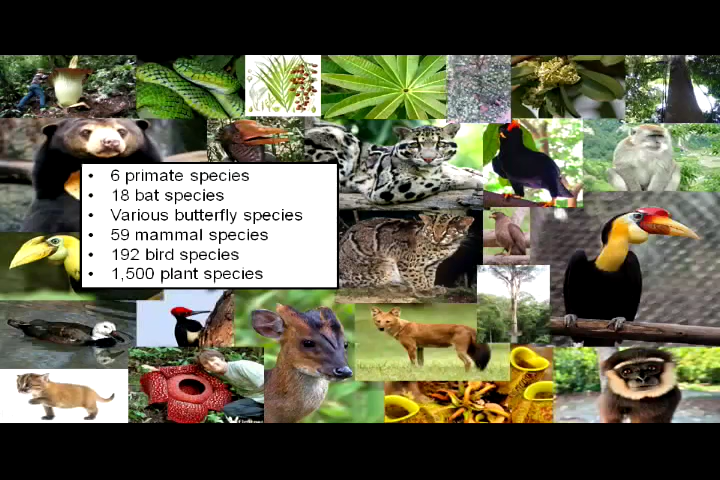 • 6 primate species
• 18 bat species
• Various butterfly species
• 59 mammal species
• 192 bird species
• 1,500 plant species